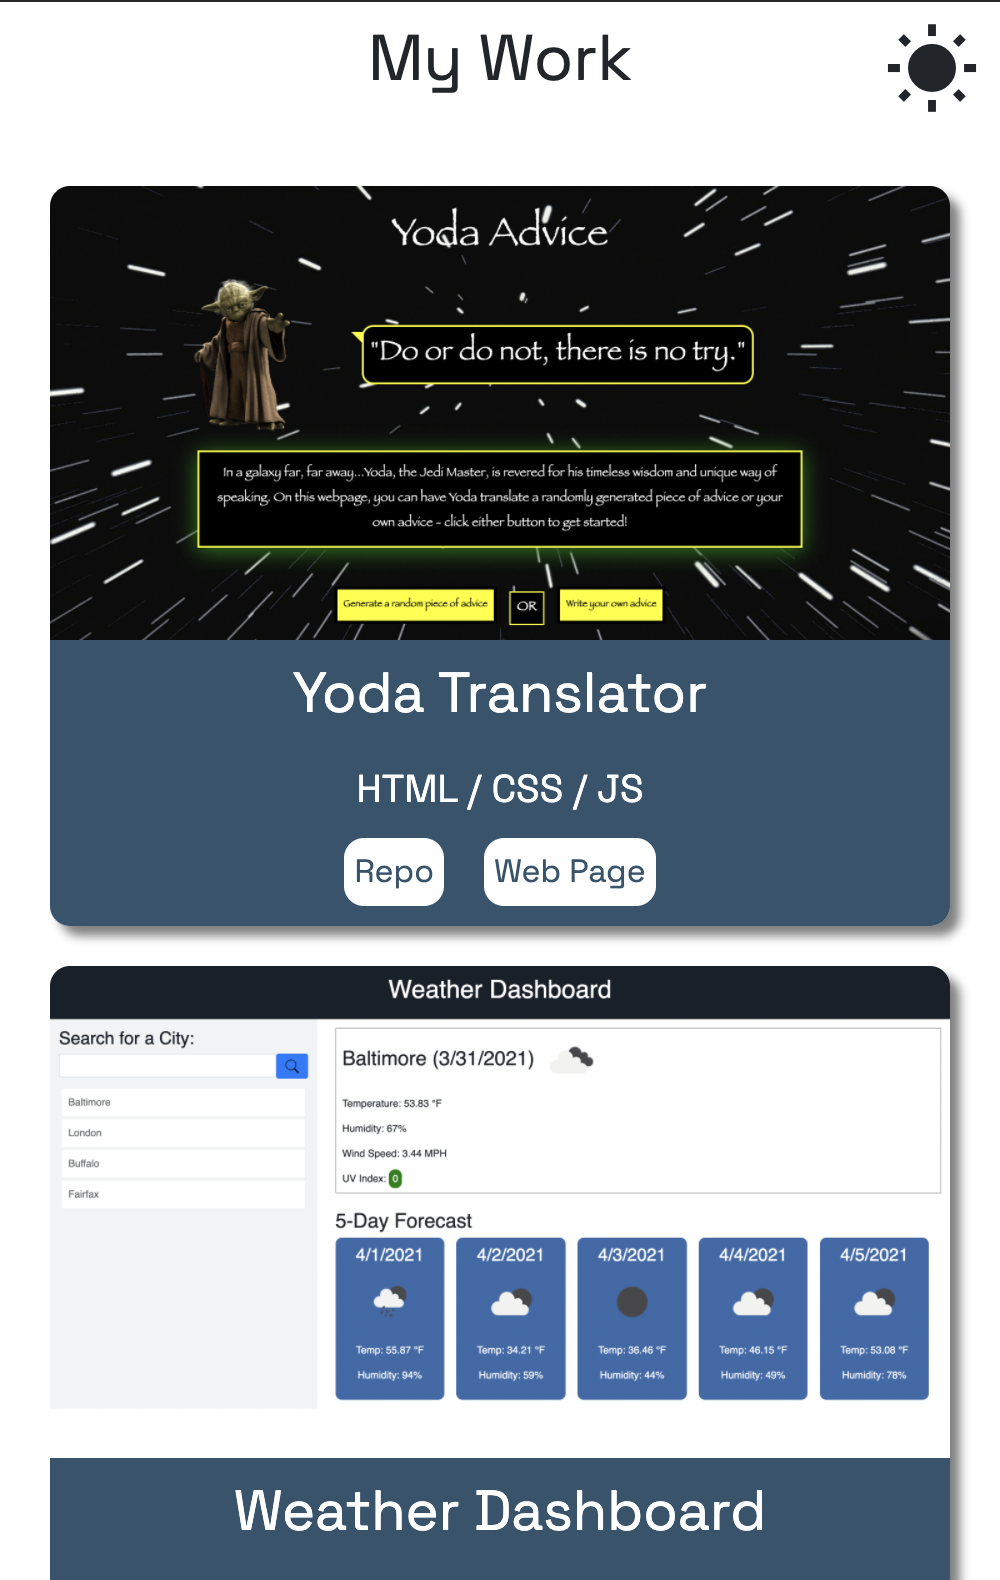 My Work
Yoda Advice
"Do or do not, there is no try."
In a galaxy far, far away...Yoda, the Jedi Master, is revered for his timeless wisdom and unique way of
speaking. On this webpage, you can have Yoda translate a randomly generated piece of advice or your
own advice - click either button to get started!
Generate a random piece of advice OR Write your own advice
Yoda Translator
HTML / CSS / JS
Repo Web Page
Weather Dashboard
Search for a City:
Baltimore
London
Buffalo
Fairfax
Baltimore (3/31/2021)
Temperature: 53.83 °F
Humidity: 67%
Wind Speed: 3.44 MPH
UV Index: 0
5-Day Forecast
4/1/2021 4/2/2021 4/3/2021 4/4/2021 4/5/2021
Temp: 55.87 °F Temp: 34.21 °F Temp: 36.46 °F Temp: 46.15 °F Temp: 53.08 °F
Humidity: 94% Humidity: 59% Humidity: 44% Humidity: 49% Humidity: 78%
Weather Dashboard